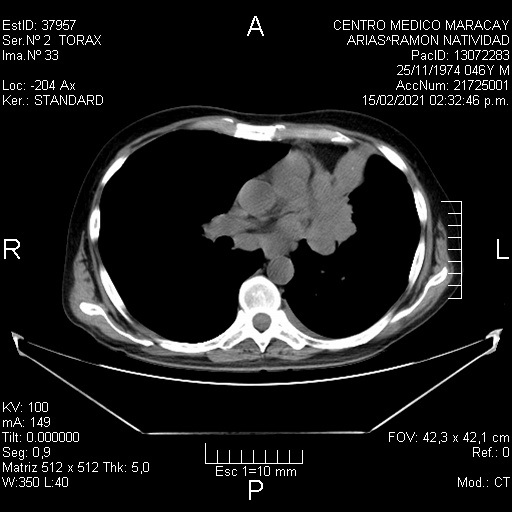 EstID: 37957
Ser.Nº 2 TORAX
Ima.Nº 33
Loc: -204 Ax
Ker.: STANDARD
A
CENTRO MEDICO MARACAY
ARIAS^RAMON NATIVIDAD
PacID: 13072283
25/11/1974 046Y M
AccNum: 21725001
15/02/2021 02:32:46 p.m.
R
L
KV: 100
mA: 149
Tilt: 0.000000
Seg: 0,9
Matriz 512 x 512 Thk: 5,0
W:350 L:40
Esc 1=10 mm
P
FOV: 42,3 x 42,1 cm
Ref.: 0
Mod.: CT